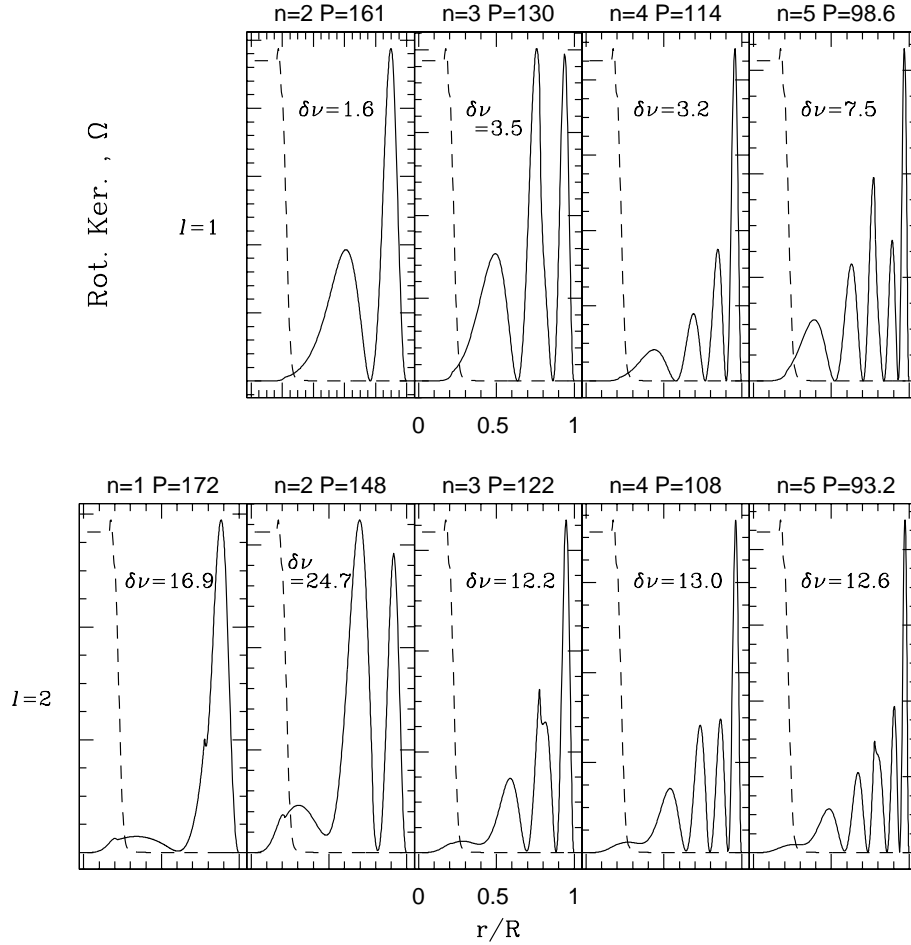 n=2 P=161 n=3 P=130 n=4 P=114 n=5 P=98.6
δν=1.6
δν
=3.5
δν=3.2
δν=7.5
Rot. Ker. , Ω
l=1
0 0.5 1
n=1 P=172 n=2 P=148 n=3 P=122 n=4 P=108 n=5 P=93.2
δν=16.9
δν
=24.7
δν=12.2
δν=13.0
δν=12.6
l=2
0 0.5 1
r/R